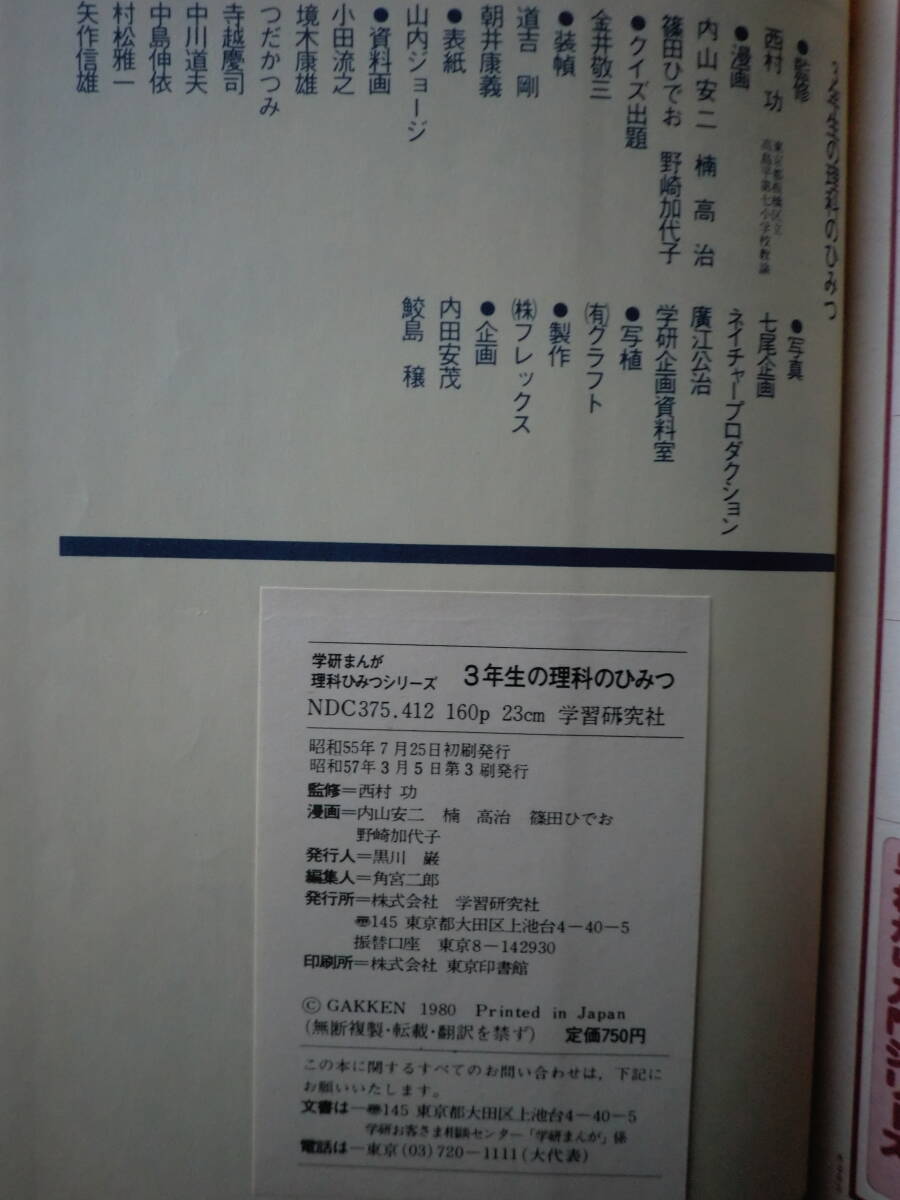 3年生の理科のひみつ
●監修
西村 功 東京都板橋区立
高島平第七小学校教諭
●漫画
内山安二 楠 高 治
篠田ひでお 野崎加代子
●クイズ出題
金井敬三
●装幀
道吉 剛
朝井康義
●表紙
山内ジョージ
●資料画
小田流之
境木康雄
つだかつみ
寺越慶司
中川道夫
中島伸依
村松雅一
矢作信雄
●写真
七尾企画
ネイチャープロダクション
廣江公治
学研企画資料室
●写植
㈲グラフト
●製作
㈱フレックス
●企画
内田安茂
鮫島 穣
学研まんが
理科ひみつシリーズ 3年生の理科のひみつ
NDC375.412 160p 23cm 学習研究社
昭和55年7月25日初刷発行
昭和57年3月5日第3刷発行
監修=西村 功
漫画=内山安二 楠 高治 篠田ひでお
野崎加代子
発行人=黒川 巌
編集人=角宮二郎
発行所=株式会社 学習研究社
〠145 東京都大田区上池台4-40-5
振替口座 東京8-142930
印刷所=株式会社 東京印書館
© GAKKEN 1980 Printed in Japan
(無断複製・転載・翻訳を禁ず) 定価750円
この本に関するすべてのお問い合わせは、下記に
お願いいたします。
文書は―〠145 東京都大田区上池台4-40-5
学研お客さま相談センター「学研まんが」係
電話は―東京(03)720-1111(大代表)